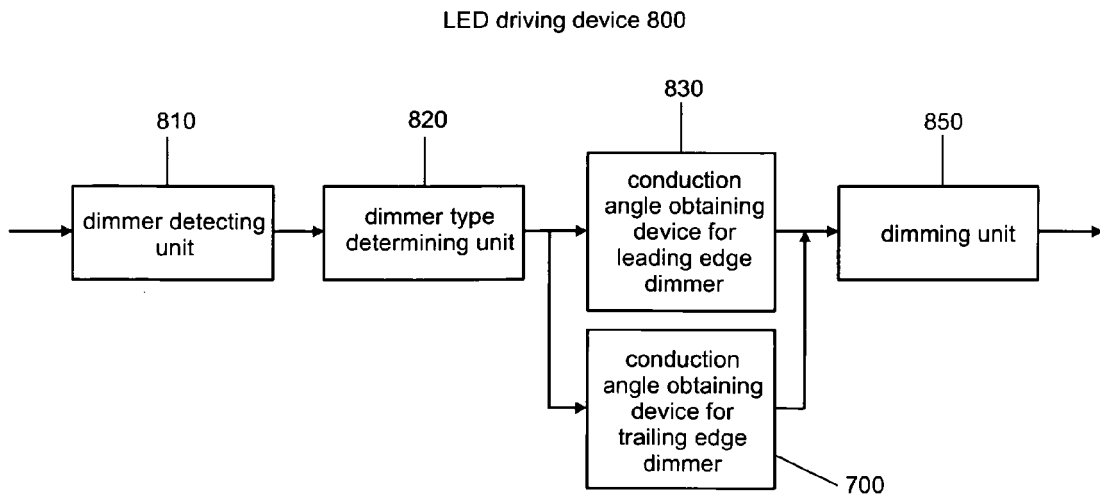 LED driving device 800
810
820
830
850
dimmer detecting
unit
dimmer type
determining unit
conduction
angle obtaining
device for
leading edge
dimmer
dimming unit
conduction
angle obtaining
device for
trailing edge
dimmer
700